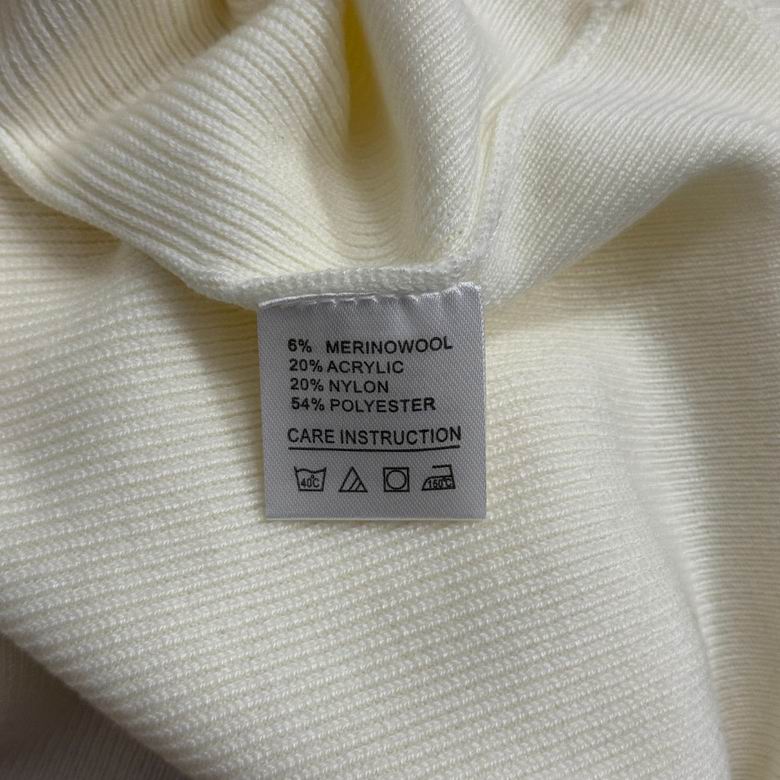 6% MERINOWOOL
20% ACRYLIC
20% NYLON
54% POLYESTER
CARE INSTRUCTION
40°C 150°C